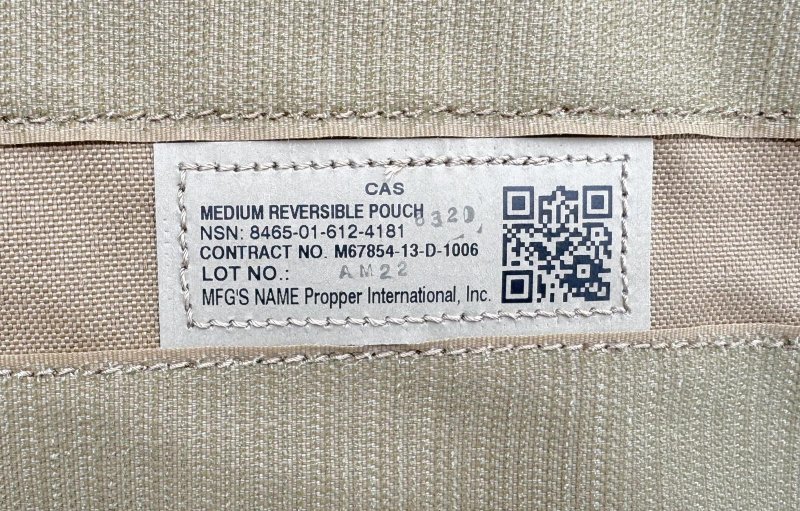 CAS
MEDIUM REVERSIBLE POUCH
NSN: 8465-01-612-4181
CONTRACT NO. M67854-13-D-1006
LOT NO.: AM22
MFG'S NAME Propper International, Inc.